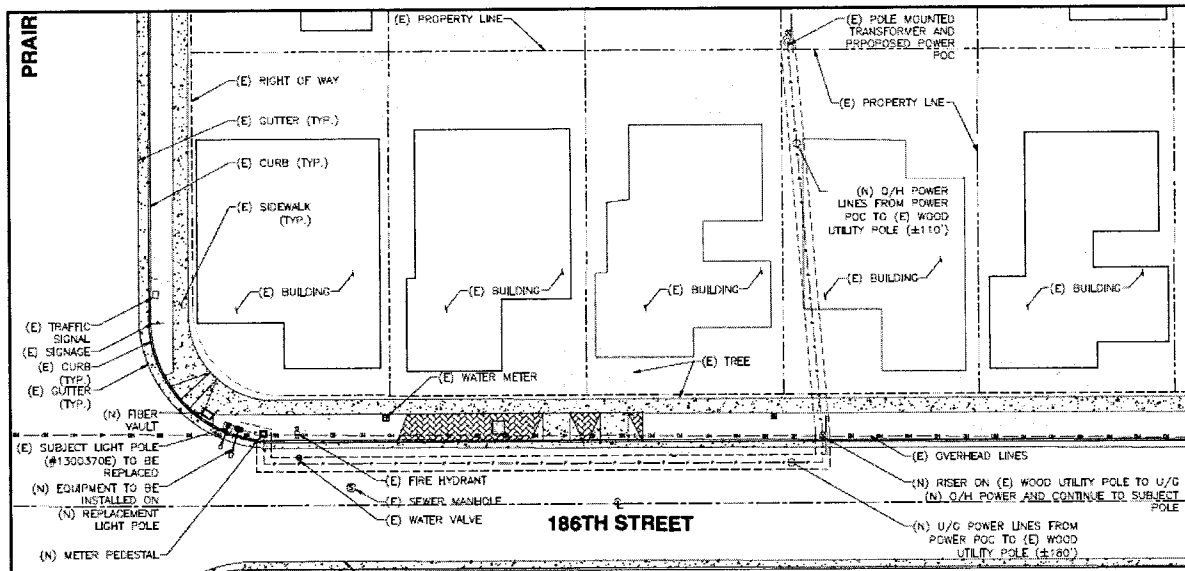 PRAIR
(E) PROPERTY LINE
(E) POLE MOUNTED
TRANSFORMER AND
PRPOPOSED POWER
POC
(E) RIGHT OF WAY
(E) PROPERTY LNE
(E) GUTTER (TYP.)
(E) CURB (TYP.)
(E) SIDEWALK
(TYP.)
(N) O/H POWER
LINES FROM POWER
POC TO (E) WOOD
UTILITY POLE (±110')
(E) BUILDING
(E) BUILDING
(E) BUILDING
(E) BUILDING
(E) BUILDING
(E) TRAFFIC
SIGNAL
(E) SIGNAGE
(E) CURB
(TYP.)
(E) GUTTER
(TYP.)
(N) FIBER
VAULT
(E) SUBJECT LIGHT POLE
(#1300370E) TO BE
REPLACED
(N) EQUIPMENT TO BE
INSTALLED ON
(N) REPLACEMENT
LIGHT POLE
(N) METER PEDESTAL
(E) WATER METER
(E) TREE
(E) FIRE HYDRANT
(E) SEWER MANHOLE
(E) WATER VALVE
186TH STREET
(E) OVERHEAD LINES
(N) RISER ON (E) WOOD UTILITY POLE TO U/G
(N) O/H POWER AND CONTINUE TO SUBJECT
POLE
(N) U/G POWER LINES FROM
POWER POC TO (E) WOOD
UTILITY POLE (±180')